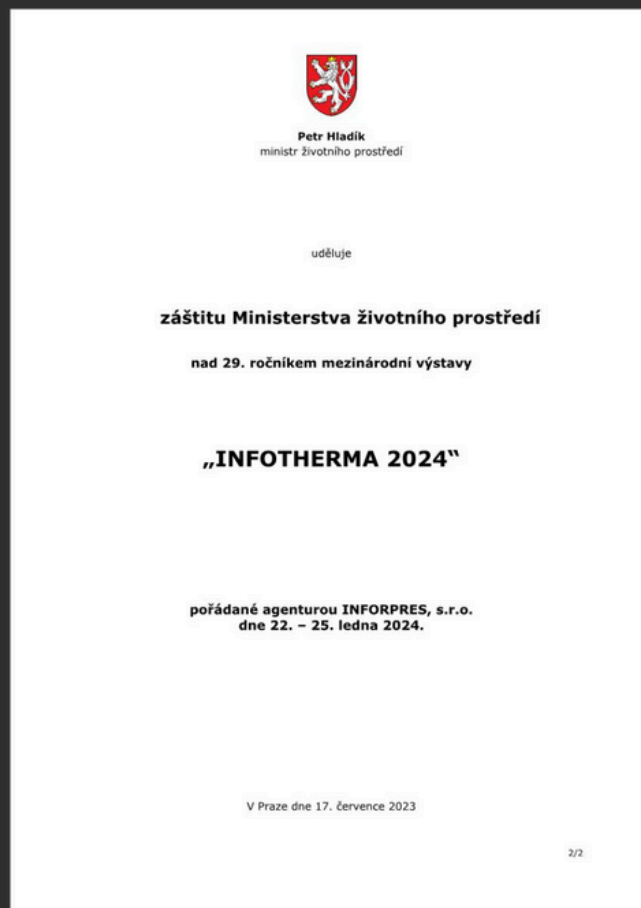 Petr Hladík
ministr životního prostředí
uděluje
záštitu Ministerstva životního prostředí
nad 29. ročníkem mezinárodní výstavy
„INFOTHERMA 2024“
pořádané agenturou INFORPRES, s.r.o.
dne 22. – 25. ledna 2024.
V Praze dne 17. července 2023
2/2